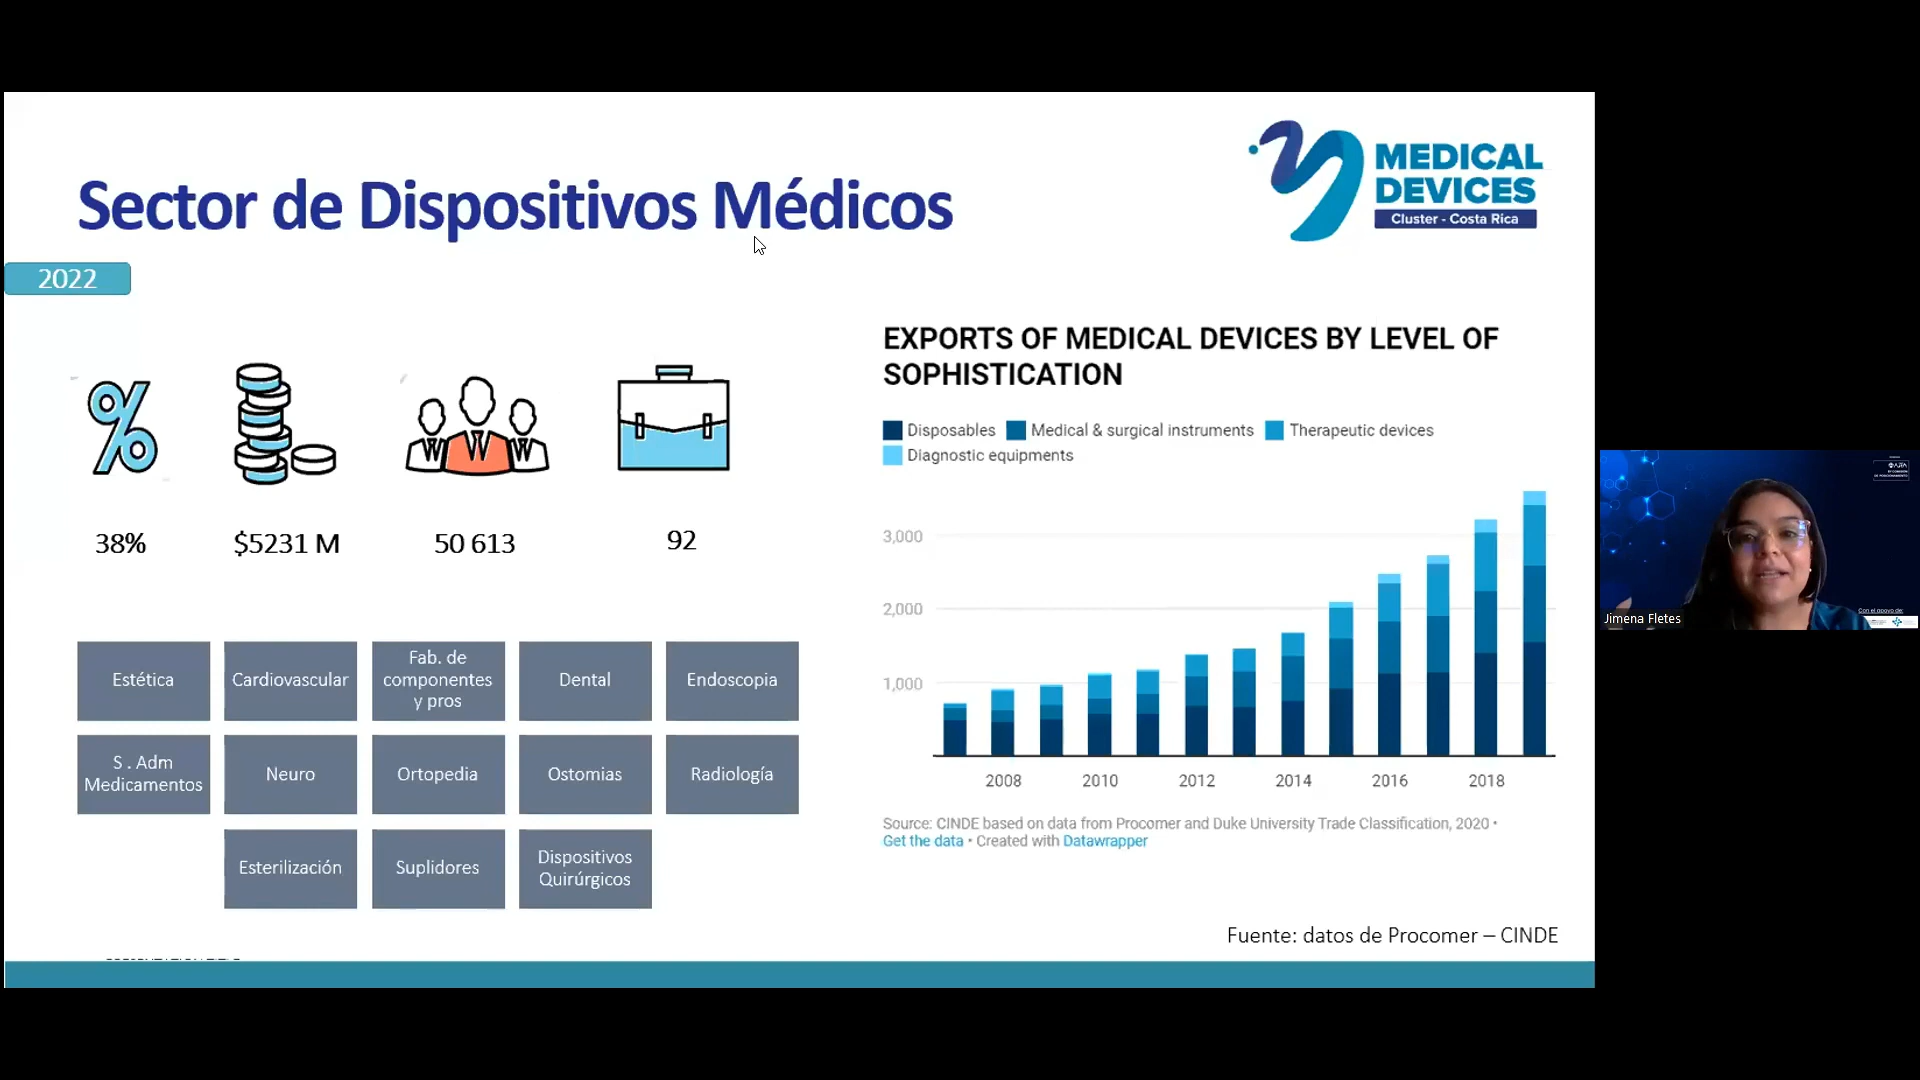 MEDICAL
DEVICES
Cluster - Costa Rica
Sector de Dispositivos Médicos
2022
38%
$5231 M
50 613
92
Estética
Cardiovascular
Fab. de
componentes
y pros
Dental
Endoscopia
S . Adm
Medicamentos
Neuro
Ortopedia
Ostomias
Radiología
Esterilización
Suplidores
Dispositivos
Quirúrgicos
EXPORTS OF MEDICAL DEVICES BY LEVEL OF
SOPHISTICATION
Disposables Medical & surgical instruments Therapeutic devices
Diagnostic equipments
3,000
2,000
1,000
2008 2010 2012 2014 2016 2018
Source: CINDE based on data from Procomer and Duke University Trade Classification, 2020 •
Get the data • Created with Datawrapper
Fuente: datos de Procomer – CINDE
Jimena Fletes
Con el apoyo de: